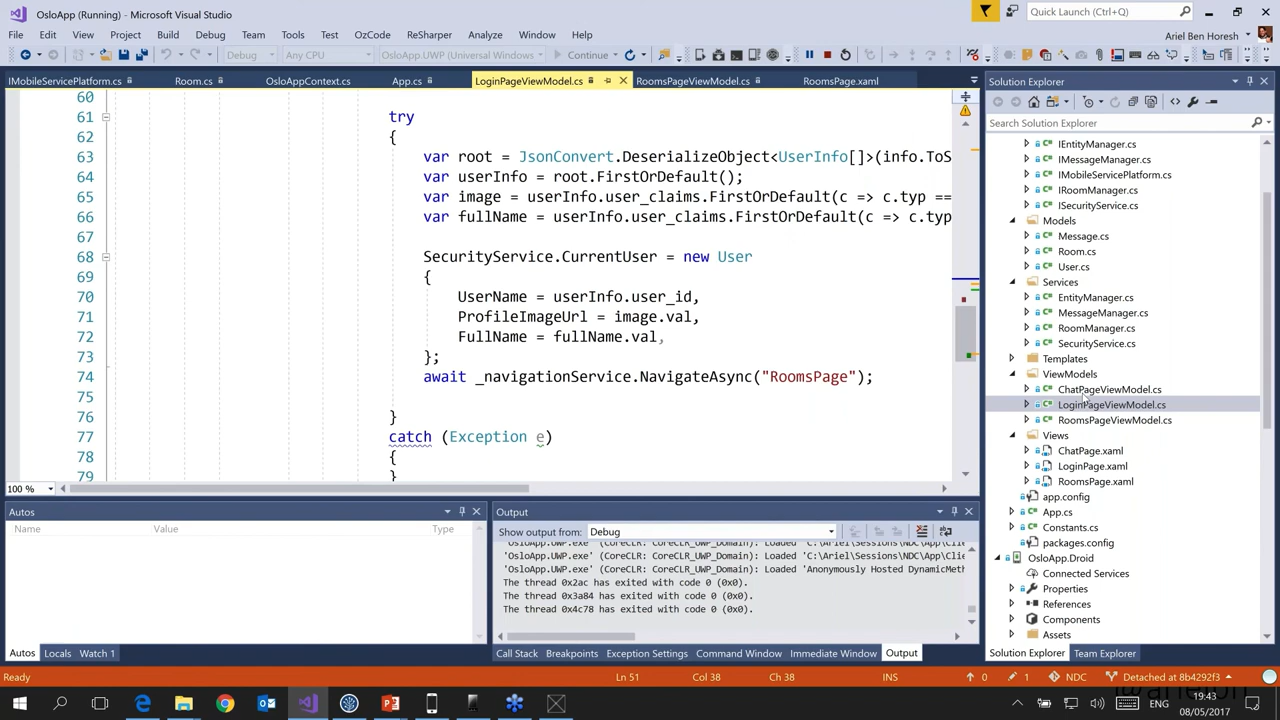 OsloApp (Running) - Microsoft Visual Studio
Quick Launch (Ctrl+Q)
File Edit View Project Build Debug Team Tools Test OzCode ReSharper Analyze Window Help
Ariel Ben Horesh
Debug Any CPU OsloApp.UWP (Universal Windows) Continue
IMobileServicePlatform.cs Room.cs OsloAppContext.cs App.cs LoginPageViewModel.cs RoomsPageViewModel.cs RoomsPage.xaml
60
61 try
62 {
63 var root = JsonConvert.DeserializeObject<UserInfo[]>(info.ToS
64 var userInfo = root.FirstOrDefault();
65 var image = userInfo.user_claims.FirstOrDefault(c => c.typ ==
66 var fullName = userInfo.user_claims.FirstOrDefault(c => c.typ
67
68 SecurityService.CurrentUser = new User
69 {
70 UserName = userInfo.user_id,
71 ProfileImageUrl = image.val,
72 FullName = fullName.val,
73 };
74 await _navigationService.NavigateAsync("RoomsPage");
75
76 }
77 catch (Exception e)
78 {
79 }
100 %
Autos
Name Value Type
Autos Locals Watch 1
Output
Show output from: Debug
'OsloApp.UWP.exe' (CoreCLR: CoreCLR_UWP_Domain): Loaded 'C:\Ariel\Sessions\NDC\App\Clie
'OsloApp.UWP.exe' (CoreCLR: CoreCLR_UWP_Domain): Loaded 'C:\Ariel\Sessions\NDC\App\Clie
'OsloApp.UWP.exe' (CoreCLR: CoreCLR_UWP_Domain): Loaded 'Anonymously Hosted DynamicMeth
The thread 0x2ac has exited with code 0 (0x0).
The thread 0x3a84 has exited with code 0 (0x0).
The thread 0x4c78 has exited with code 0 (0x0).
Call Stack Breakpoints Exception Settings Command Window Immediate Window Output
Solution Explorer
Search Solution Explorer
IEntityManager.cs
IMessageManager.cs
IMobileServicePlatform.cs
IRoomManager.cs
ISecurityService.cs
Models
Message.cs
Room.cs
User.cs
Services
EntityManager.cs
MessageManager.cs
RoomManager.cs
SecurityService.cs
Templates
ViewModels
ChatPageViewModel.cs
LoginPageViewModel.cs
RoomsPageViewModel.cs
Views
ChatPage.xaml
LoginPage.xaml
RoomsPage.xaml
app.config
App.cs
Constants.cs
packages.config
OsloApp.Droid
Connected Services
Properties
References
Components
Assets
Solution Explorer Team Explorer
Ready Ln 51 Col 38 Ch 38 INS 0 1 NDC Detached at 8b4292f3
19:43
08/05/2017